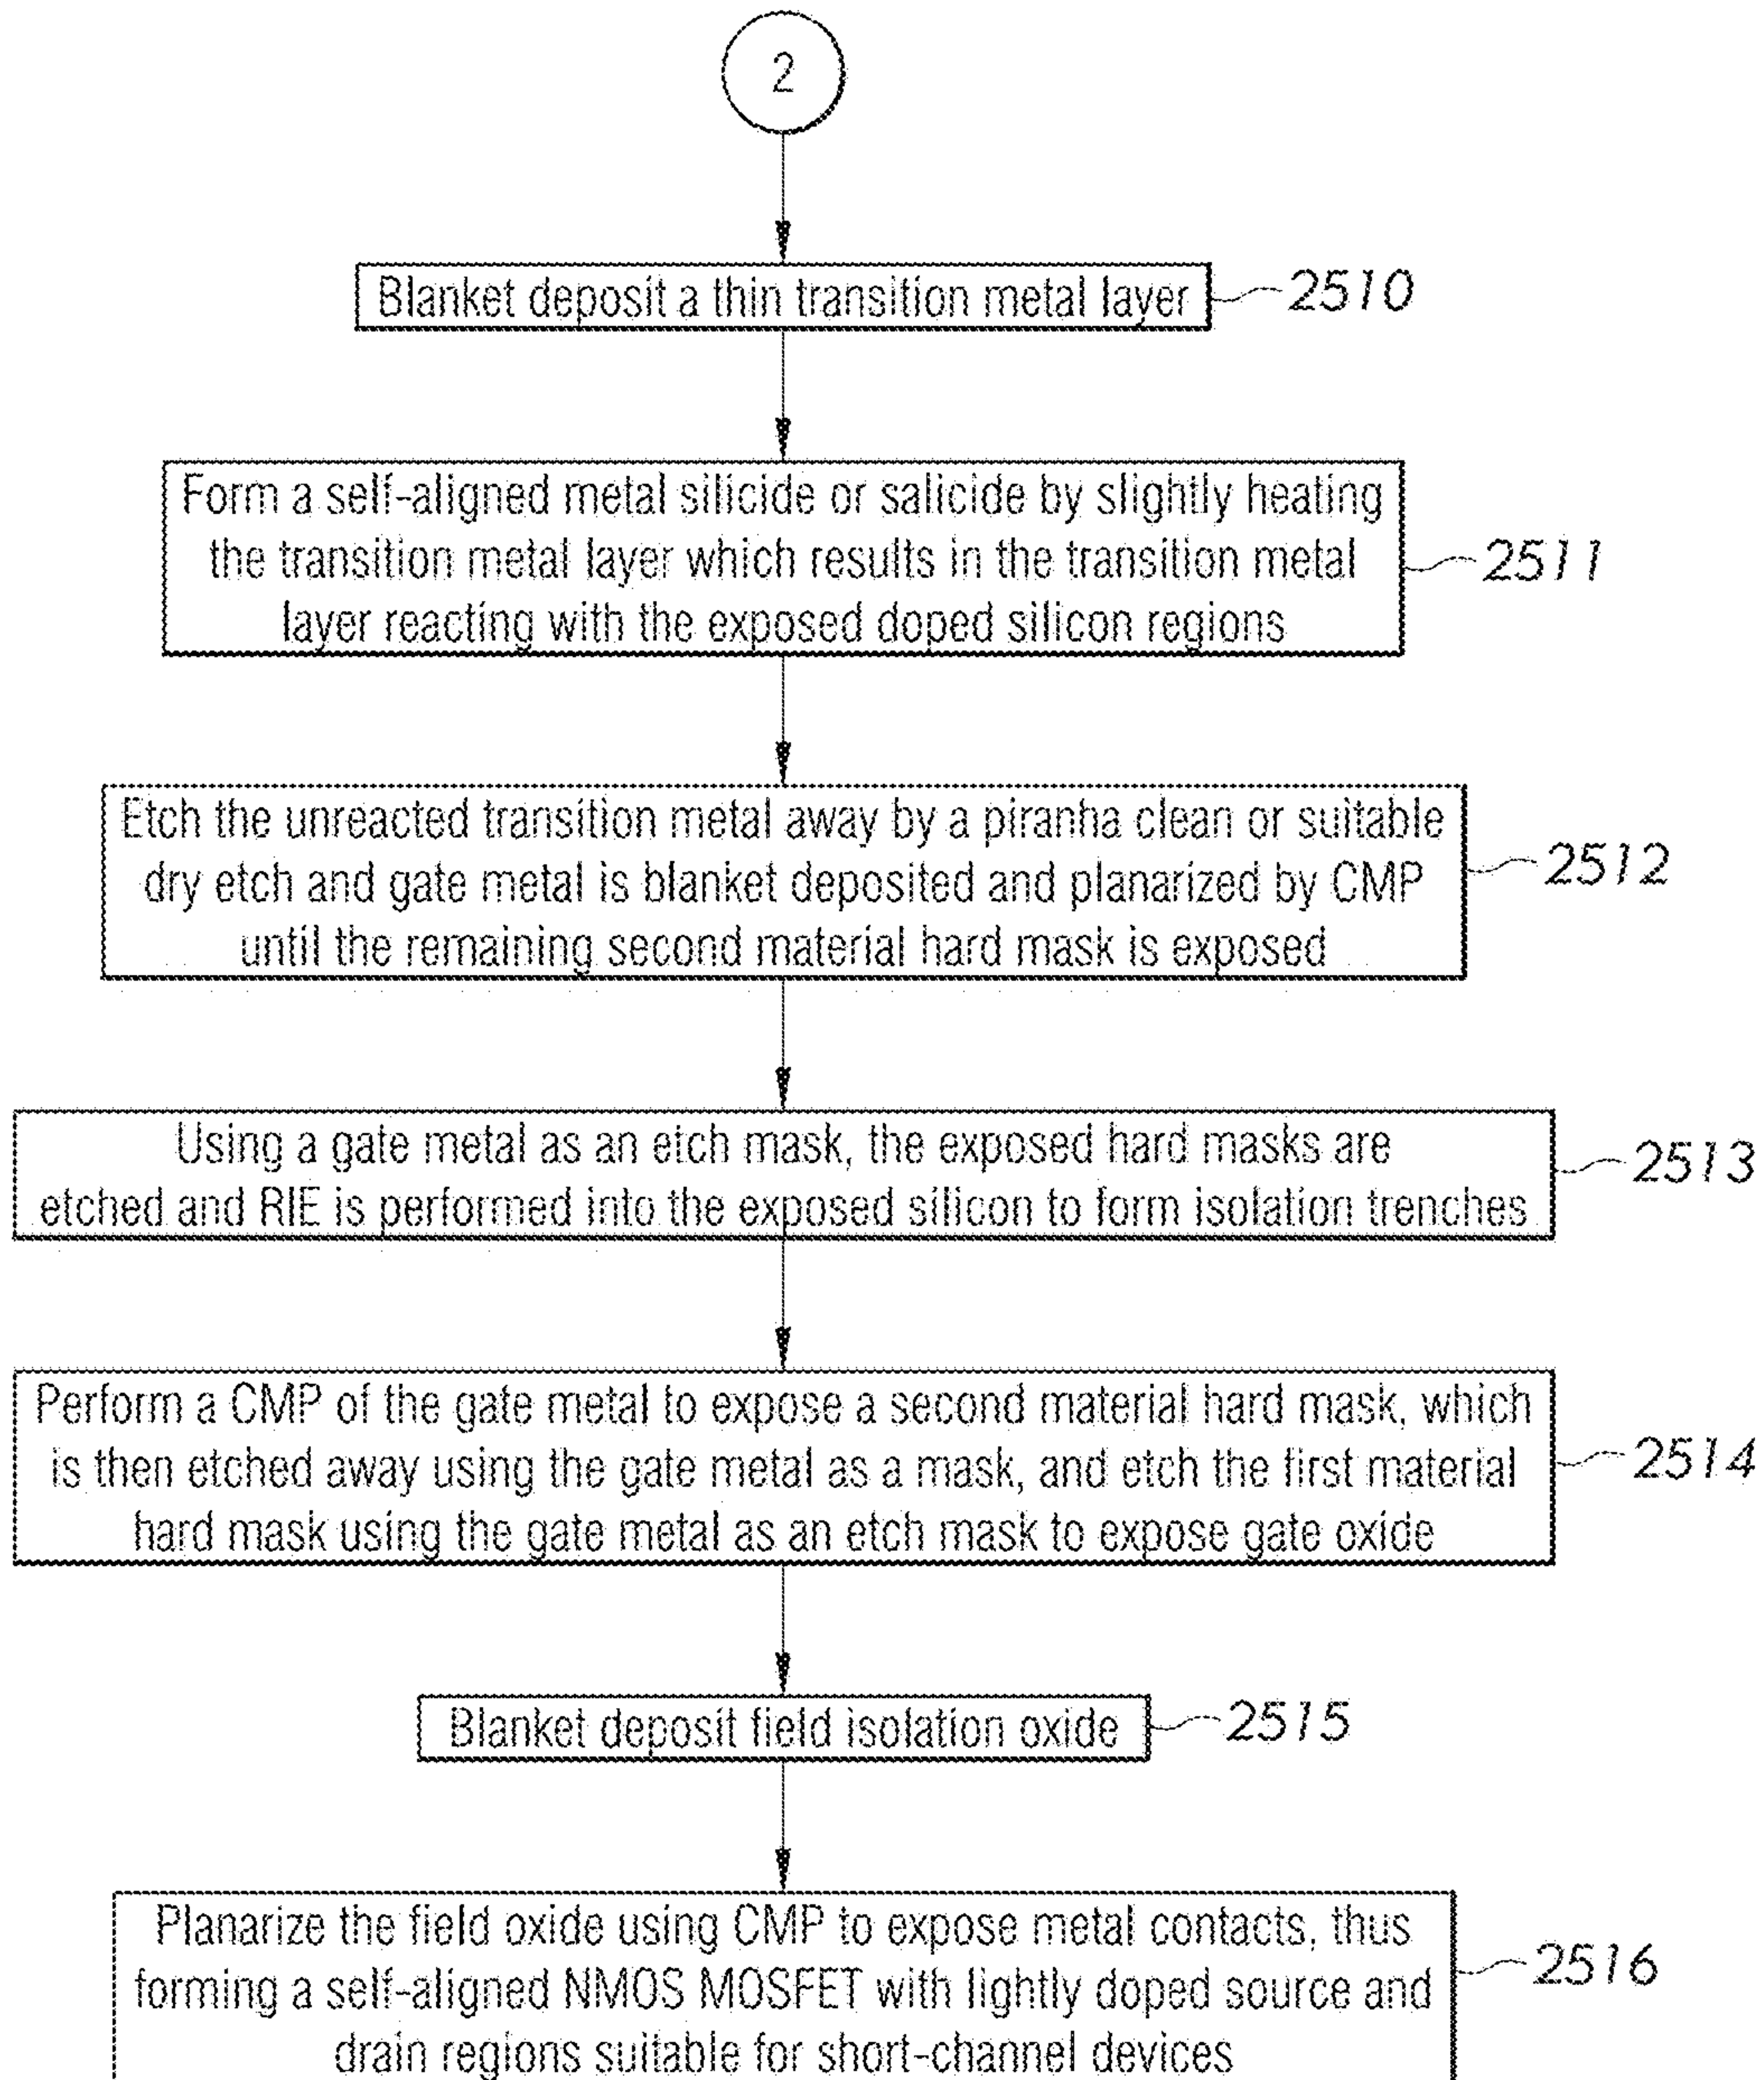 2
Blanket deposit a thin transition metal layer
2510
Form a self-aligned metal silicide or salicide by slightly heating
the transition metal layer which results in the transition metal
layer reacting with the exposed doped silicon regions
2511
Etch the unreacted transition metal away by a piranha clean or suitable
dry etch and gate metal is blanket deposited and planarized by CMP
until the remaining second material hard mask is exposed
2512
Using a gate metal as an etch mask, the exposed hard masks are
etched and RIE is performed into the exposed silicon to form isolation trenches
2513
Perform a CMP of the gate metal to expose a second material hard mask, which
is then etched away using the gate metal as a mask, and etch the first material
hard mask using the gate metal as an etch mask to expose gate oxide
2514
Blanket deposit field isolation oxide
2515
Planarize the field oxide using CMP to expose metal contacts, thus
forming a self-aligned NMOS MOSFET with lightly doped source and
drain regions suitable for short-channel devices
2516